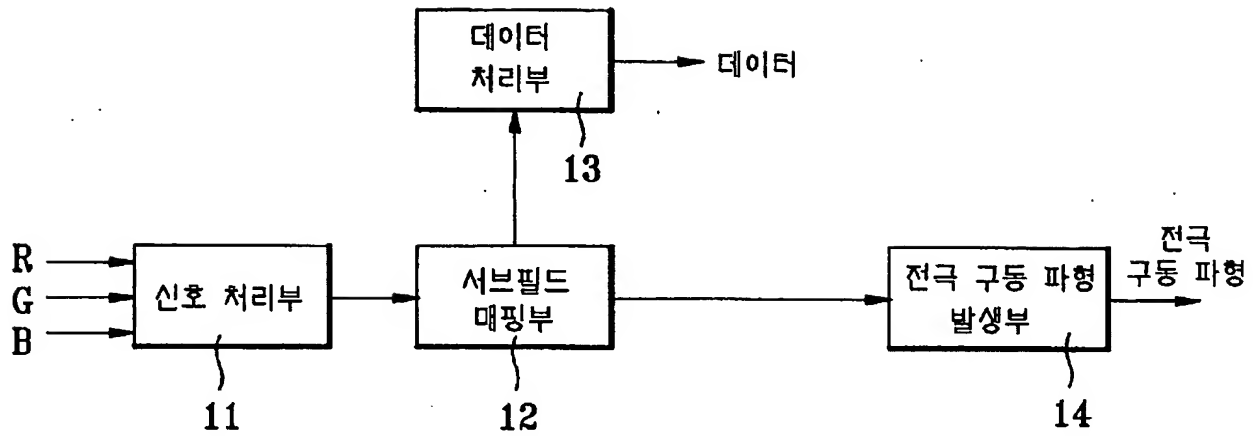 데이터
처리부
데이터
13
R
G
B
신호 처리부
11
서브필드
매핑부
12
전극 구동 파형
발생부
14
전극
구동 파형